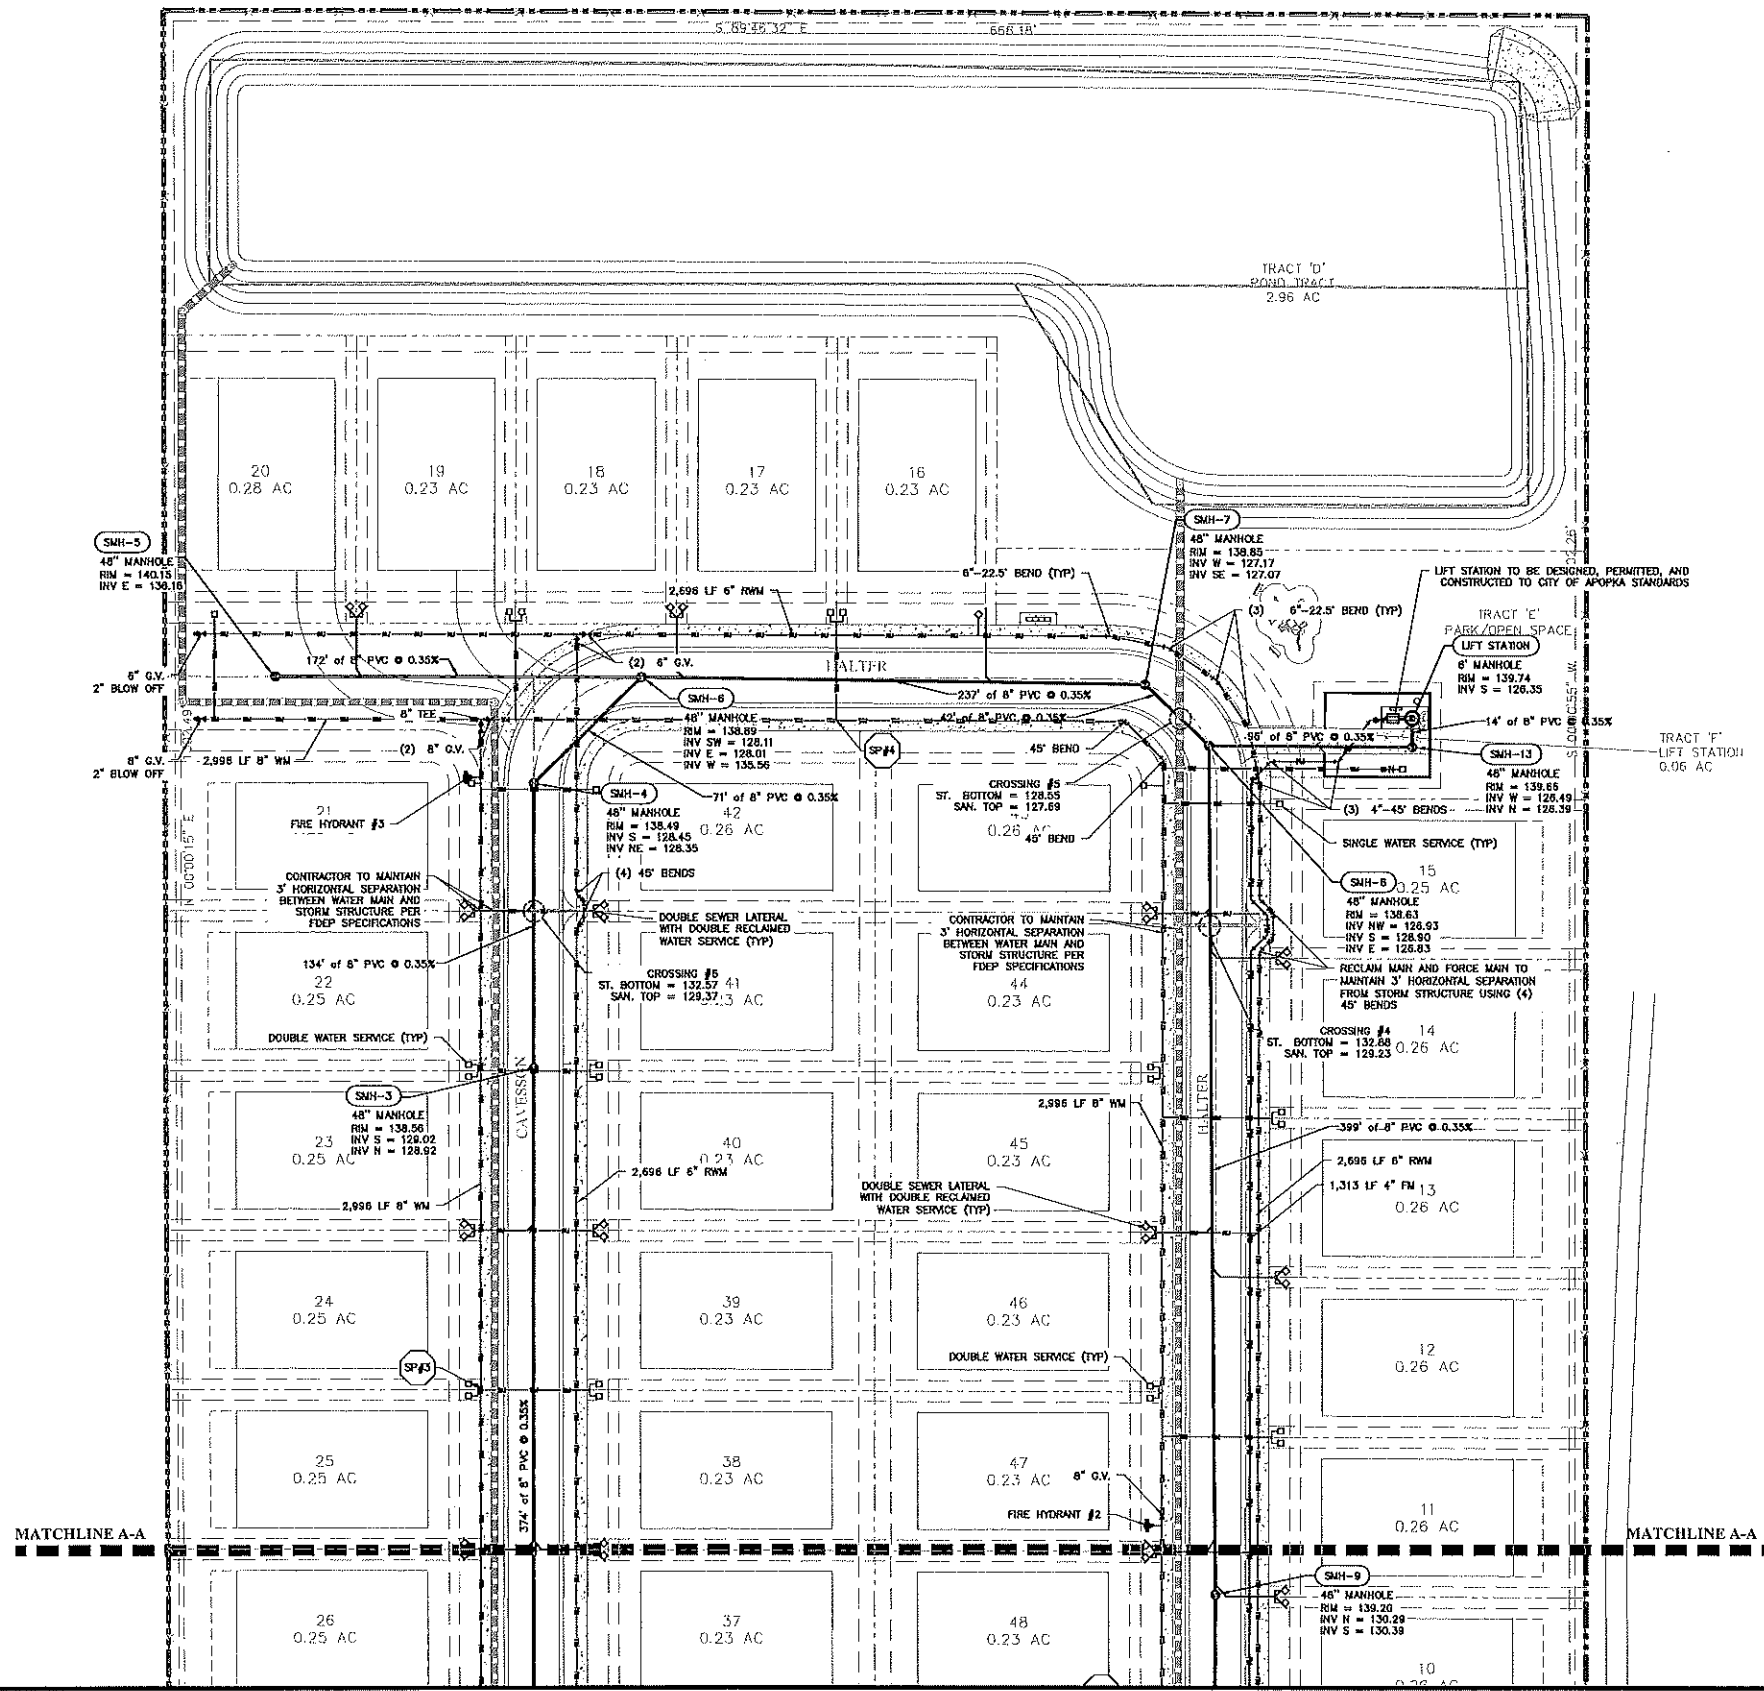 S 89'46'32" E
TRACT 'D'
POND TRACT
2.96 AC
20
0.28 AC
19
0.23 AC
18
0.23 AC
17
0.23 AC
16
0.23 AC
SMH-5
48" MANHOLE
RIM = 140.15
SMH-7
48" MANHOLE
RIM = 138.85
INV W = 127.17
INV SE = 127.07
6"-22.5° BEND (TYP)
2,696 LF 6" RWM
(3) 6"-22.5° BEND (TYP)
LIFT STATION TO BE DESIGNED, PERMITTED, AND
CONSTRUCTED TO CITY OF APOPKA STANDARDS
TRACT 'E'
PARK/OPEN SPACE
LIFT STATION
6' MANHOLE
RIM = 139.74
INV S = 126.35
172' of 8" PVC @ 0.35%
(2) 6" G.V.
HALTER
6" G.V.
2" BLOW OFF
SMH-6
48" MANHOLE
RIM = 138.89
INV SW = 128.11
INV E = 128.01
INV W = 135.56
237' of 8" PVC @ 0.35%
42' of 8" PVC @ 0.35%
8" TEE
(2) 8" G.V.
8" G.V.
2" BLOW OFF
2,996 LF 8" WM
SP#4
45° BEND
95' of 8" PVC @ 0.35%
14' of 8" PVC @ 0.35%
SMH-13
48" MANHOLE
RIM = 139.65
INV W = 126.49
INV N = 126.39
TRACT 'F'
LIFT STATION
0.06 AC
CROSSING #5
ST. BOTTOM = 128.55
SAN. TOP = 127.69
0.26 AC
45° BEND
(3) 4"-45° BENDS
SINGLE WATER SERVICE (TYP)
FIRE HYDRANT #3
21
SMH-4
48" MANHOLE
RIM = 138.49
INV S = 128.45
INV NE = 128.35
71' of 8" PVC @ 0.35%
42
0.26 AC
(4) 45° BENDS
N 00'00'15" E
15
0.25 AC
48" MANHOLE
RIM = 138.63
INV NW = 126.93
INV S = 128.90
INV E = 126.83
CONTRACTOR TO MAINTAIN
3' HORIZONTAL SEPARATION
BETWEEN WATER MAIN AND
STORM STRUCTURE PER
FDEP SPECIFICATIONS
DOUBLE SEWER LATERAL
WITH DOUBLE RECLAIMED
WATER SERVICE (TYP)
CONTRACTOR TO MAINTAIN
3' HORIZONTAL SEPARATION
BETWEEN WATER MAIN AND
STORM STRUCTURE PER
FDEP SPECIFICATIONS
RECLAIM MAIN AND FORCE MAIN TO
MAINTAIN 3' HORIZONTAL SEPARATION
FROM STORM STRUCTURE USING (4)
45° BENDS
134' of 8" PVC @ 0.35%
22
0.25 AC
CROSSING #6
ST. BOTTOM = 132.57
SAN. TOP = 129.37
41
44
0.23 AC
CROSSING #4
ST. BOTTOM = 132.88
SAN. TOP = 129.23
14
0.26 AC
DOUBLE WATER SERVICE (TYP)
CAVESSON
HALTER
SMH-3
48" MANHOLE
RIM = 138.56
INV S = 129.02
INV N = 128.92
23
0.25 AC
40
0.23 AC
2,996 LF 8" WM
45
0.23 AC
399' of 8" PVC @ 0.35%
2,696 LF 6" RWM
1,313 LF 4" FM
13
0.26 AC
2,696 LF 6" RWM
2,996 LF 8" WM
DOUBLE SEWER LATERAL
WITH DOUBLE RECLAIMED
WATER SERVICE (TYP)
24
0.25 AC
39
0.23 AC
46
0.23 AC
SP#3
DOUBLE WATER SERVICE (TYP)
12
0.26 AC
374' of 8" PVC @ 0.35%
25
0.25 AC
38
0.23 AC
47
0.23 AC
8" G.V.
FIRE HYDRANT #2
11
0.26 AC
MATCHLINE A-A
MATCHLINE A-A
SMH-9
48" MANHOLE
RIM = 139.20
INV N = 130.29
INV S = 130.39
26
0.25 AC
37
0.23 AC
48
0.23 AC
10